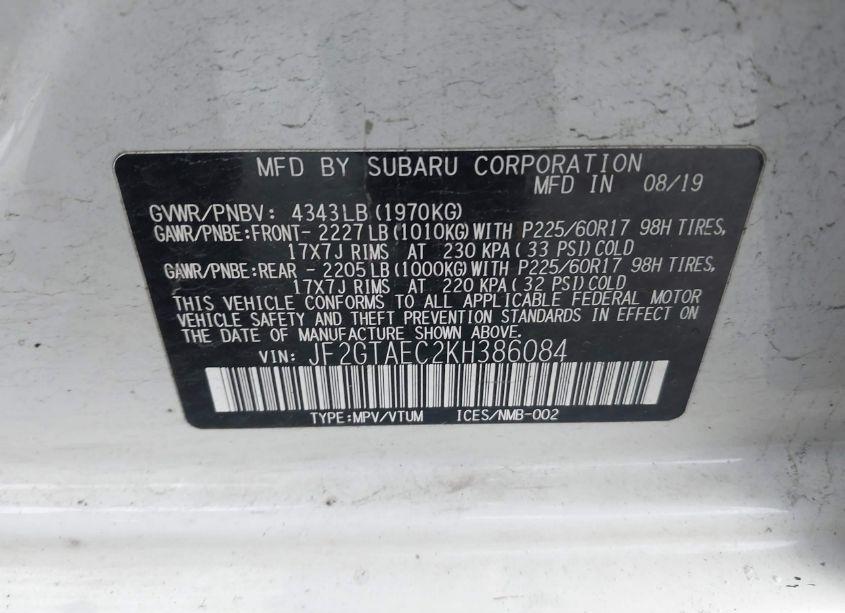 MFD BY SUBARU CORPORATION
MFD IN 08/19
GVWR/PNBV: 4343LB (1970KG)
GAWR/PNBE:FRONT- 2227LB (1010KG)WITH P225/60R17 98H TIRES,
17X7J RIMS AT 230 KPA (33 PSI)COLD
GAWR/PNBE:REAR - 2205LB (1000KG)WITH P225/60R17 98H TIRES,
17X7J RIMS AT 220 KPA (32 PSI)COLD
THIS VEHICLE CONFORMS TO ALL APPLICABLE FEDERAL MOTOR
VEHICLE SAFETY AND THEFT PREVENTION STANDARDS IN EFFECT ON
THE DATE OF MANUFACTURE SHOWN ABOVE.
VIN: JF2GTAEC2KH386084
TYPE:MPV/VTUM ICES/NMB-002